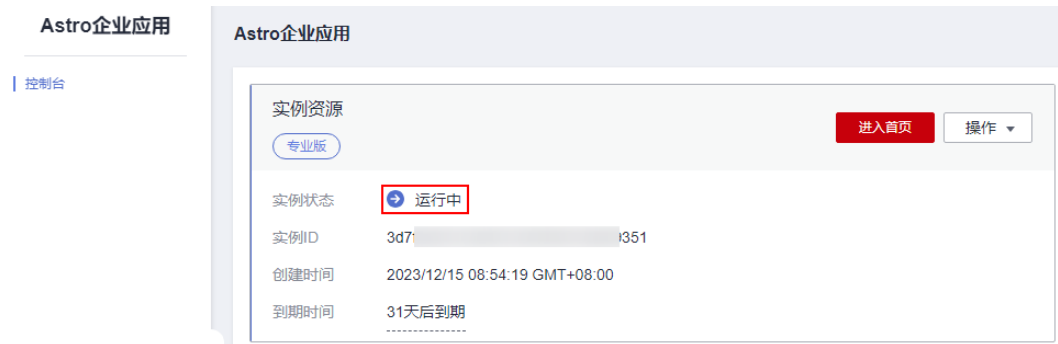 Astro企业应用
控制台
Astro企业应用
实例资源
专业版
进入首页
操作
实例状态 运行中
实例ID 3d7 351
创建时间 2023/12/15 08:54:19 GMT+08:00
到期时间 31天后到期